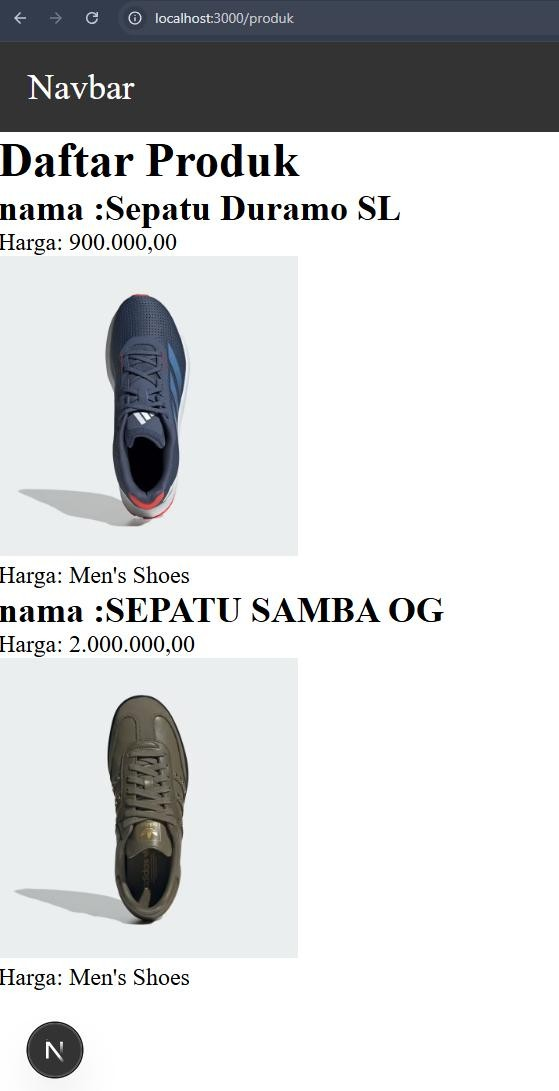 localhost:3000/produk
Navbar
Daftar Produk
nama :Sepatu Duramo SL
Harga: 900.000,00
Harga: Men's Shoes
nama :SEPATU SAMBA OG
Harga: 2.000.000,00
Harga: Men's Shoes
N